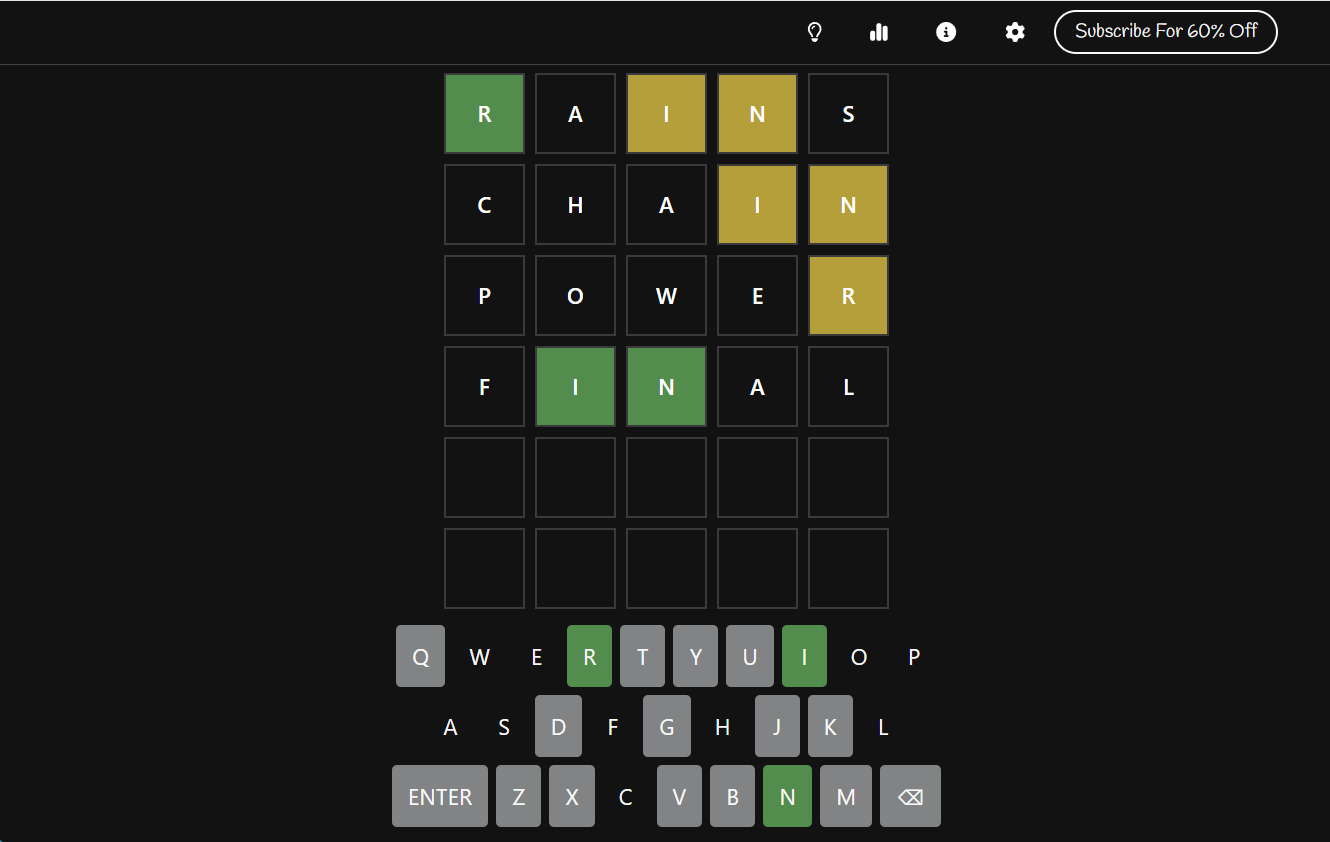 Subscribe For 60% Off
R A I N S
C H A I N
P O W E R
F I N A L
Q W E R T Y U I O P
A S D F G H J K L
ENTER Z X C V B N M ⌫